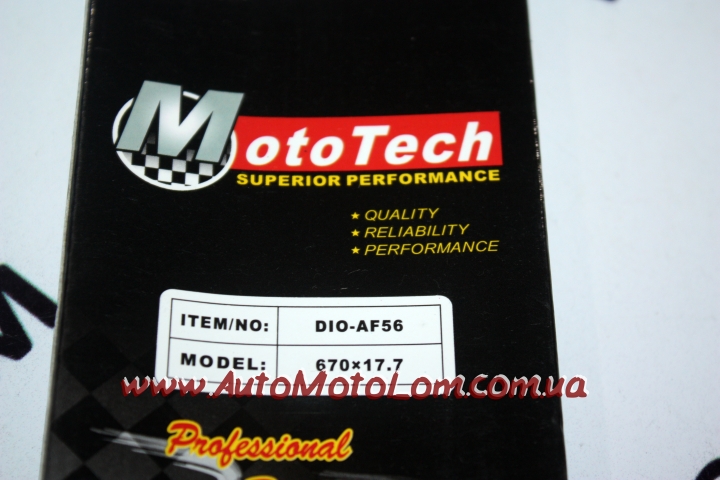 MotoTech
SUPERIOR PERFORMANCE
★ QUALITY
★ RELIABILITY
★ PERFORMANCE
ITEM/NO: DIO-AF56
MODEL: 670×17.7
www.AutoMotoLom.com.ua
Professional